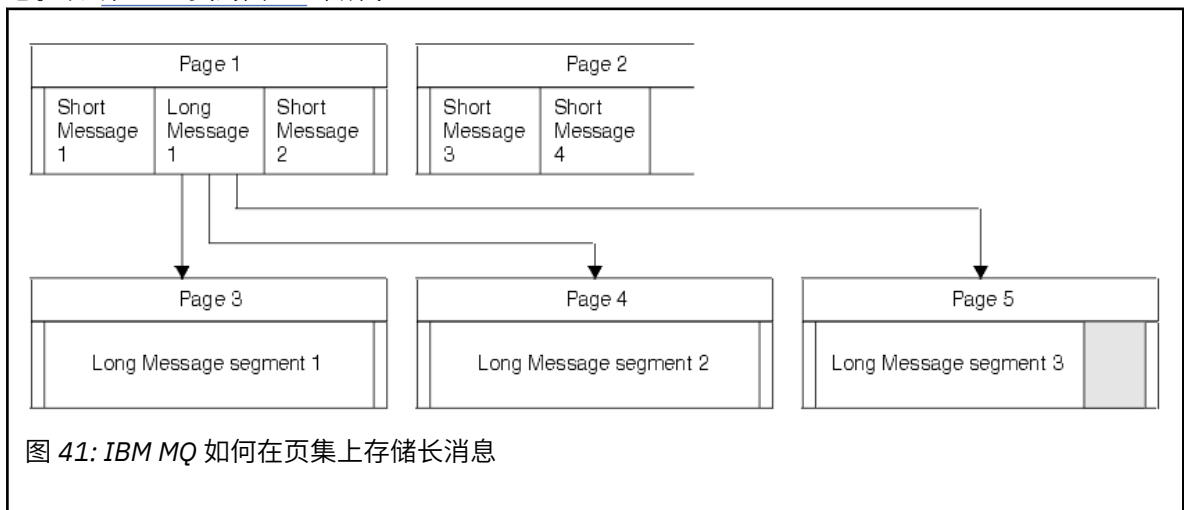 Page 1
Page 2
Short
Message
1
Long
Message
1
Short
Message
2
Short
Message
3
Short
Message
4
Page 3
Page 4
Page 5
Long Message segment 1
Long Message segment 2
Long Message segment 3
图 41: IBM MQ 如何在页集上存储长消息